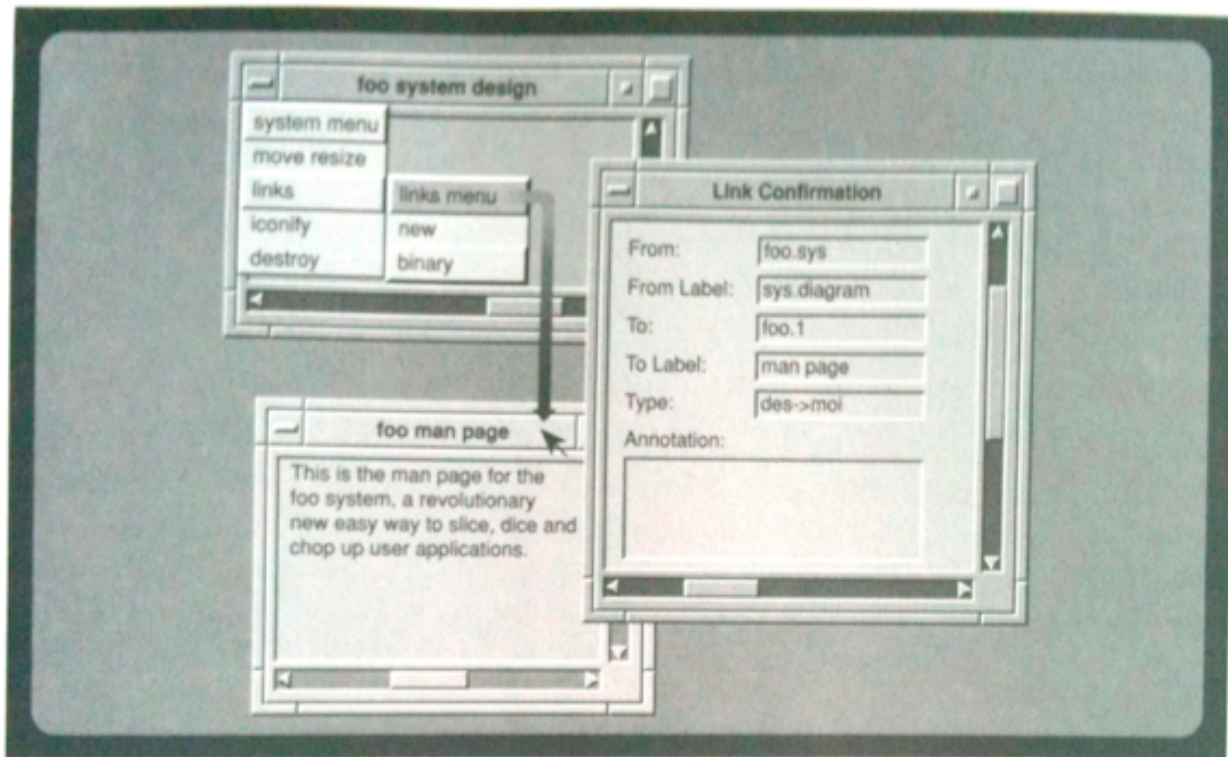 foo system design
system menu
move resize
links
iconify
destroy
links menu
new
binary
Link Confirmation
From: foo.sys
From Label: sys.diagram
To: foo.1
To Label: man page
Type: des->moi
Annotation:
foo man page
This is the man page for the
foo system, a revolutionary
new easy way to slice, dice and
chop up user applications.